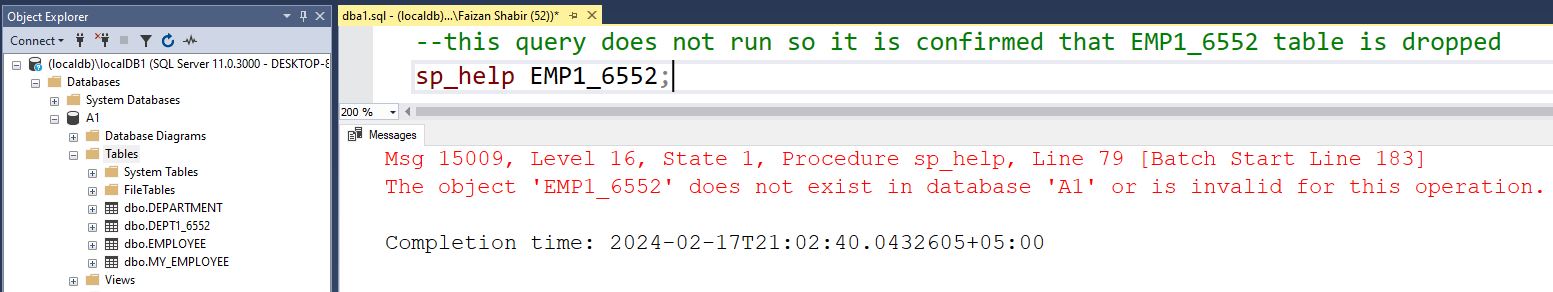 Object Explorer
Connect
(localdb)\localDB1 (SQL Server 11.0.3000 - DESKTOP-8
Databases
System Databases
A1
Database Diagrams
Tables
System Tables
FileTables
dbo.DEPARTMENT
dbo.DEPT1_6552
dbo.EMPLOYEE
dbo.MY_EMPLOYEE
Views
dba1.sql - (localdb)...\Faizan Shabir (52))*
--this query does not run so it is confirmed that EMP1_6552 table is dropped
sp_help EMP1_6552;
200 %
Messages
Msg 15009, Level 16, State 1, Procedure sp_help, Line 79 [Batch Start Line 183]
The object 'EMP1_6552' does not exist in database 'A1' or is invalid for this operation.
Completion time: 2024-02-17T21:02:40.0432605+05:00